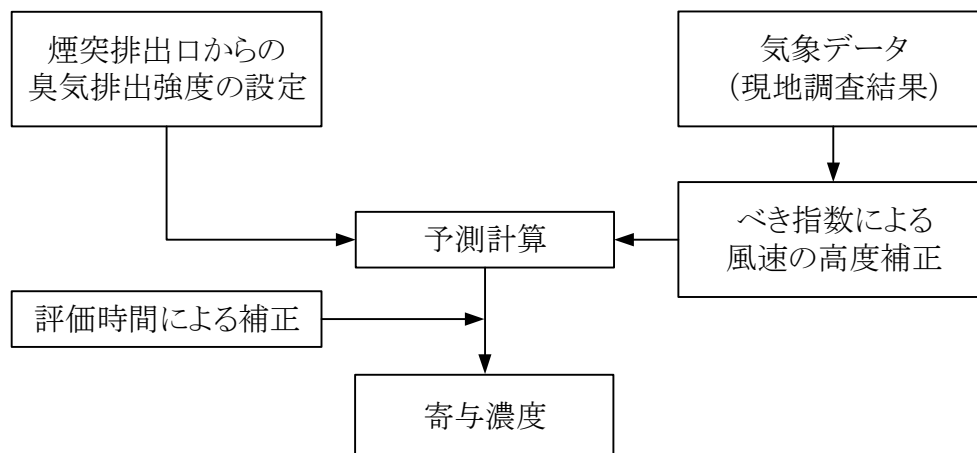 煙突排出口からの
臭気排出強度の設定
気象データ
（現地調査結果）
べき指数による
風速の高度補正
予測計算
評価時間による補正
寄与濃度